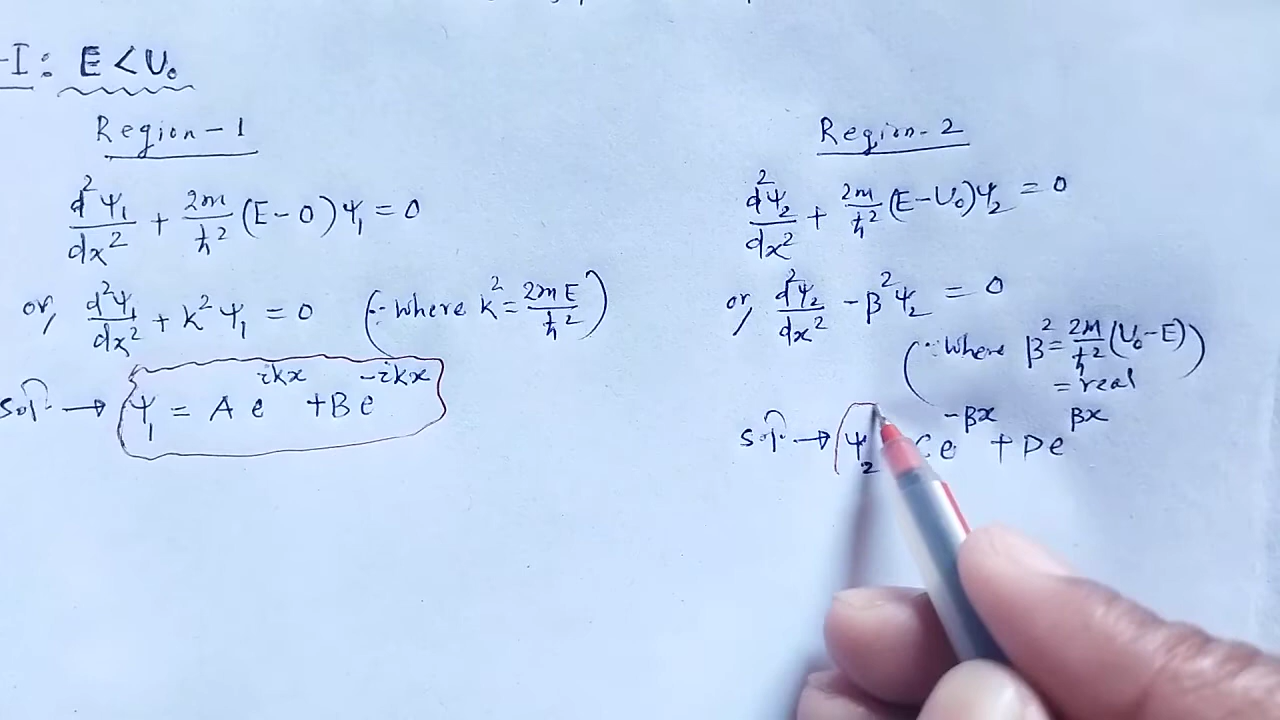 -I: E < U₀
Region-1
d²Ψ₁/dx² + 2m/ℏ² (E-0)Ψ₁ = 0
or, d²Ψ₁/dx² + k²Ψ₁ = 0 (∵ where k² = 2mE/ℏ²)
Solⁿ → Ψ₁ = A e^{ikx} + B e^{-ikx}
Region-2
d²Ψ₂/dx² + 2m/ℏ² (E-U₀)Ψ₂ = 0
or, d²Ψ₂/dx² - β²Ψ₂ = 0
(∵ where β² = 2m/ℏ² (U₀-E)
= real)
Solⁿ → Ψ₂ C e^{-βx} + D e^{βx}